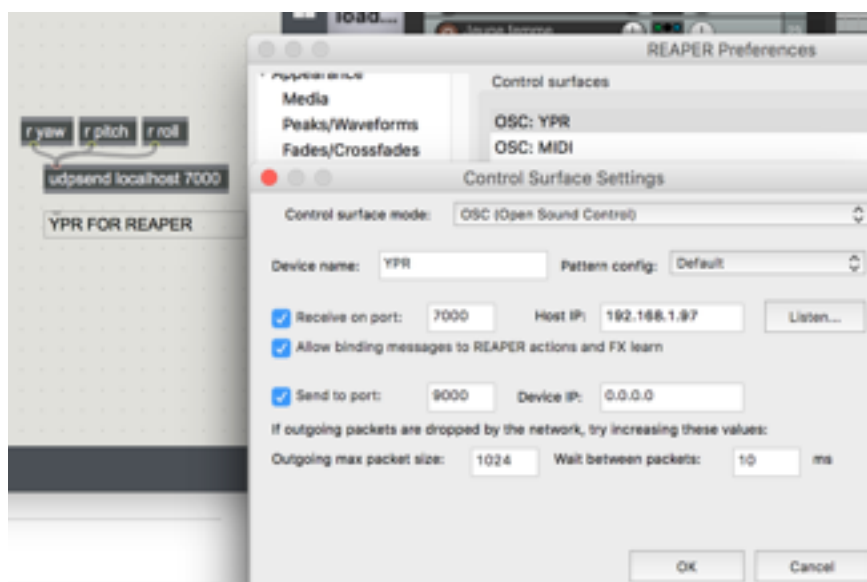 load....
Jaune femme
REAPER Preferences
Appearance
Media
Peaks/Waveforms
Fades/Crossfades
Control surfaces
OSC: YPR
OSC: MIDI
r yaw
r pitch
r roll
udpsend localhost 7000
YPR FOR REAPER
Control Surface Settings
Control surface mode: OSC (Open Sound Control)
Device name: YPR Pattern config: Default
Receive on port: 7000 Host IP: 192.168.1.97 Listen...
Allow binding messages to REAPER actions and FX learn
Send to port: 9000 Device IP: 0.0.0.0
If outgoing packets are dropped by the network, try increasing these values:
Outgoing max packet size: 1024 Wait between packets: 10 ms
OK Cancel